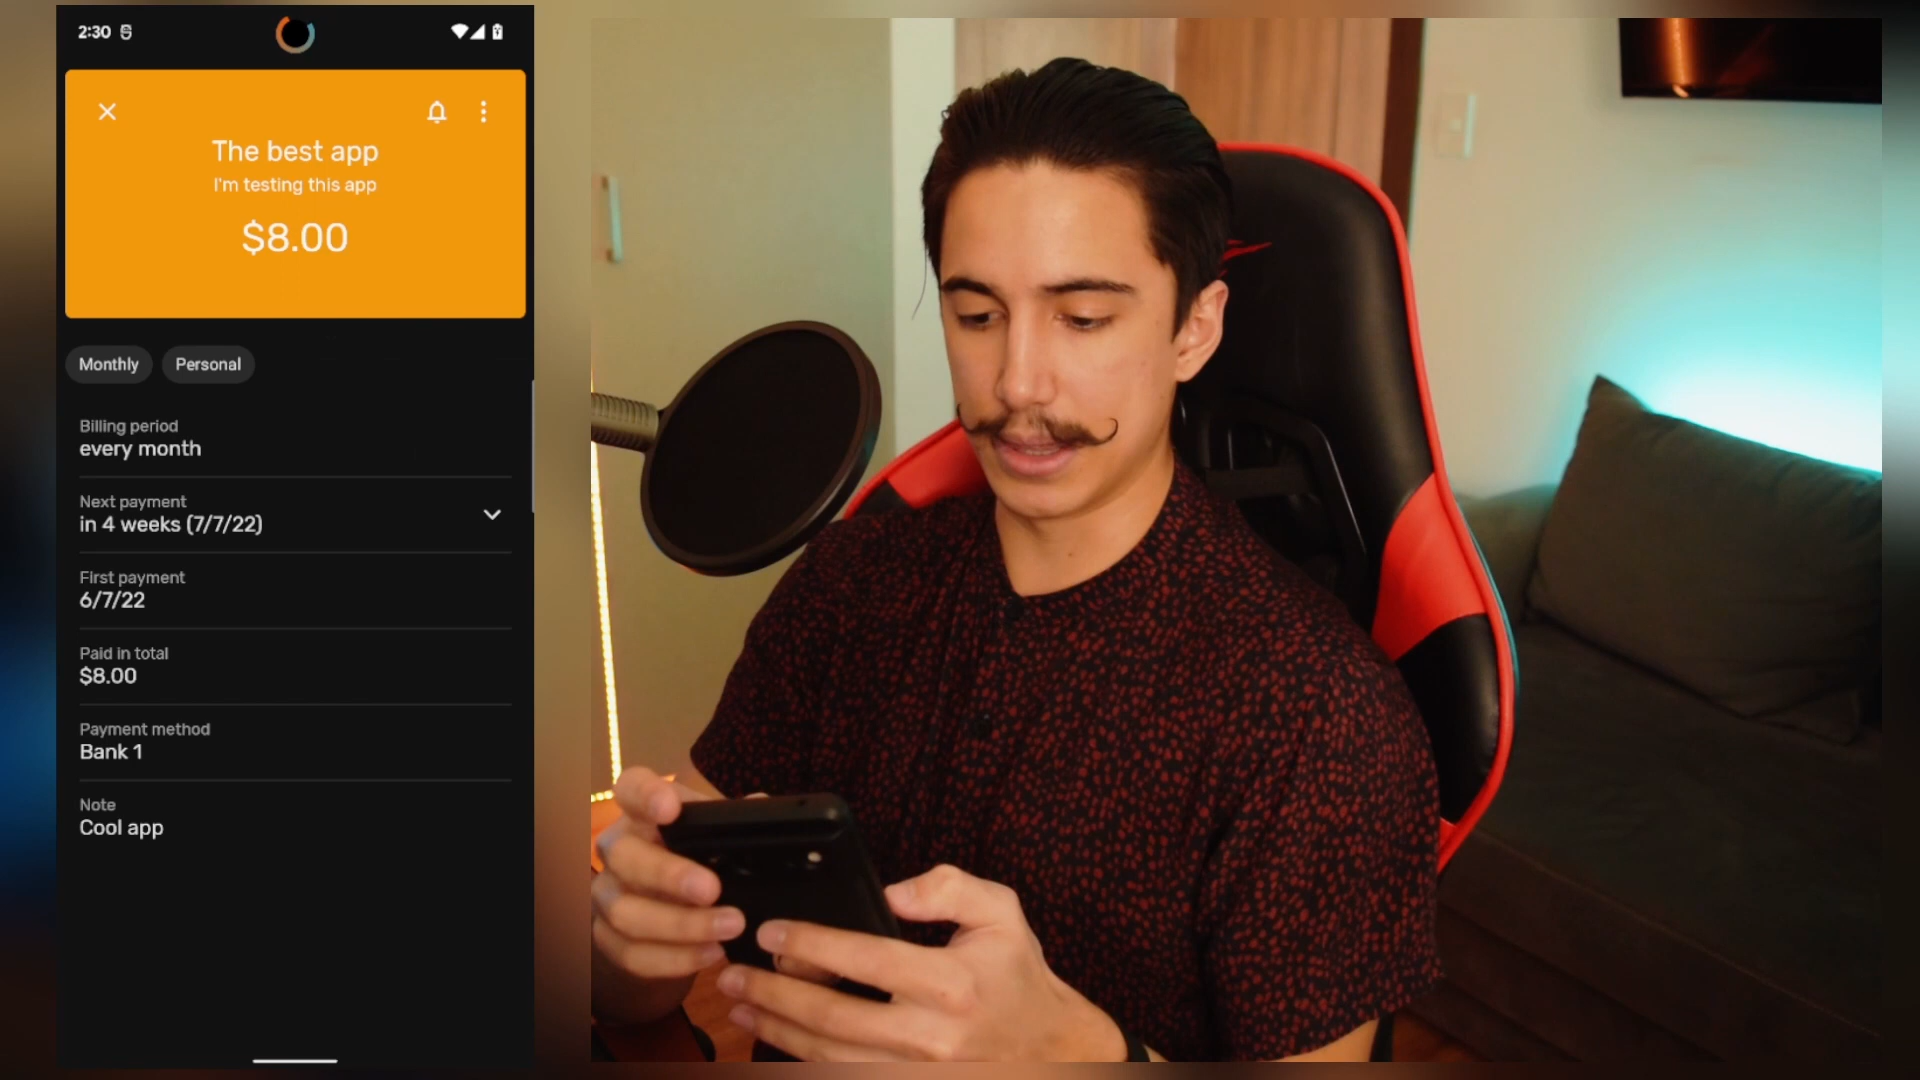 2:30
The best app
I'm testing this app
$8.00
Monthly
Personal
Billing period
every month
Next payment
in 4 weeks (7/7/22)
First payment
6/7/22
Paid in total
$8.00
Payment method
Bank 1
Note
Cool app